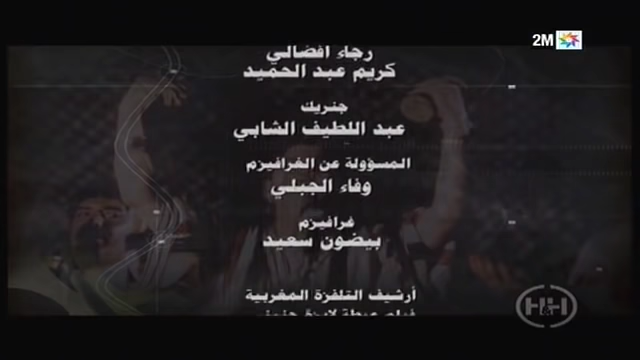 2M
رجاء افضالي
كريم عبد الحميد
جنريك
عبد اللطيف الشابي
المسؤولة عن الغرافيزم
وفاء الجبلي
غرافيزم
بيضون سعيد
أرشيف التلفزة المغربية
H&H